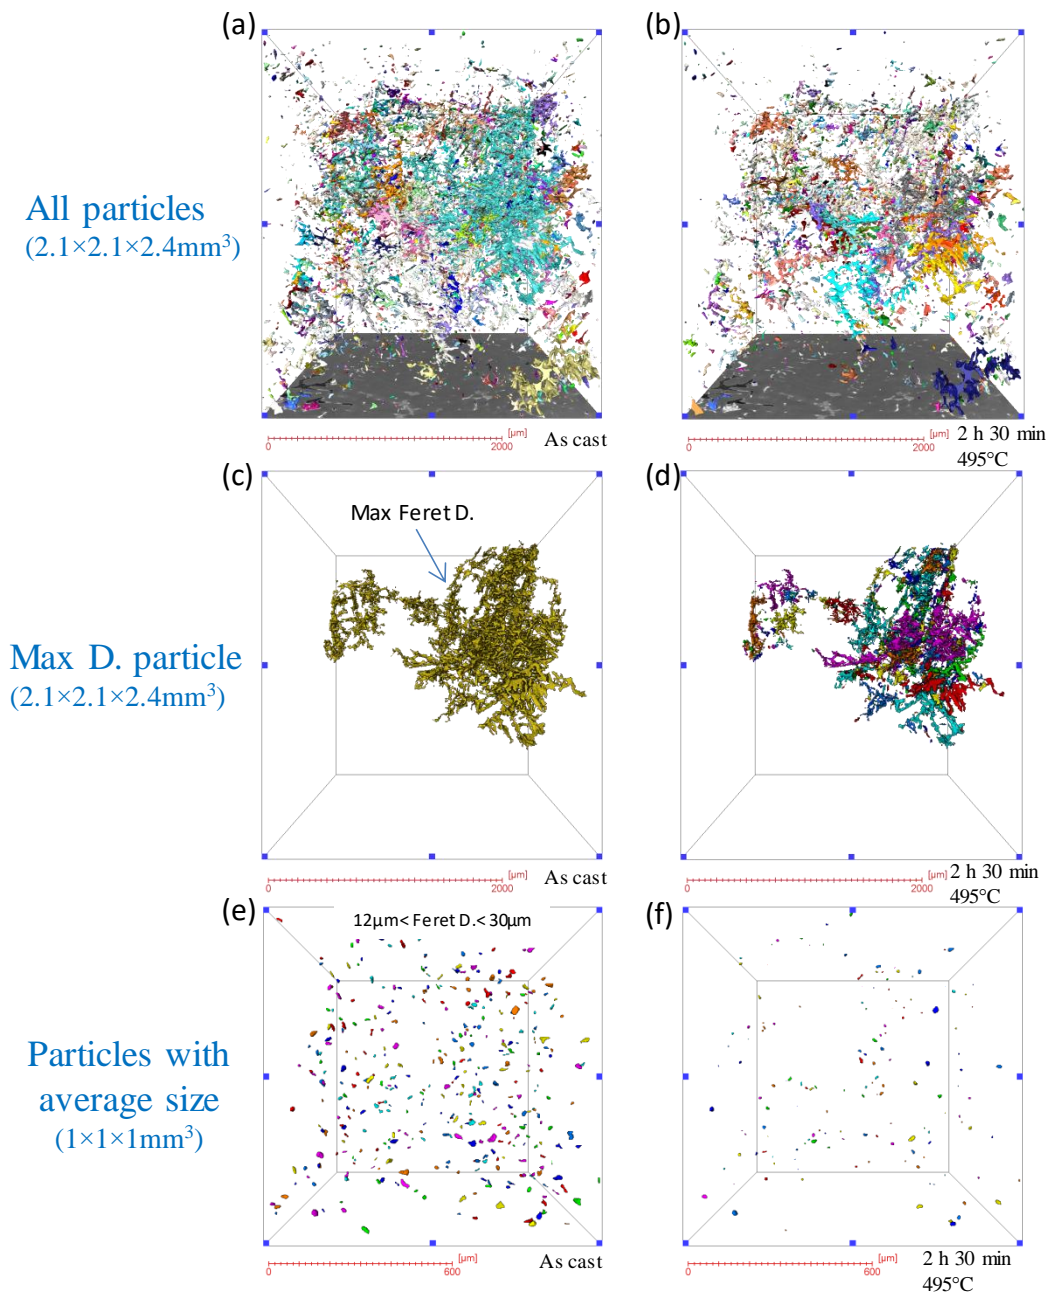 (a)
(b)
All particles
(2.1×2.1×2.4mm³)
[µm]
0
2000
As cast
[µm]
0
2000
2 h 30 min
495°C
(c)
(d)
Max Feret D.
Max D. particle
(2.1×2.1×2.4mm³)
[µm]
0
2000
As cast
[µm]
0
2000
2 h 30 min
495°C
(e)
(f)
12µm< Feret D.< 30µm
Particles with
average size
(1×1×1mm³)
[µm]
0
600
As cast
[µm]
0
600
2 h 30 min
495°C